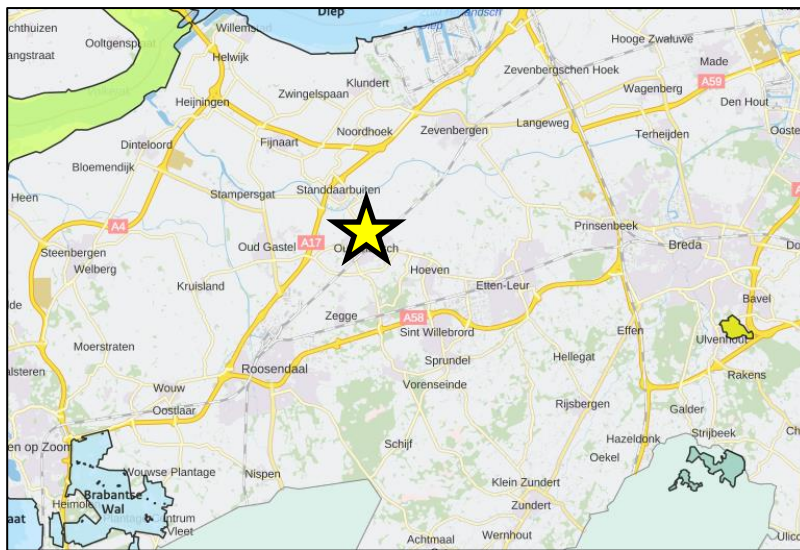 Diep
Willemstad
Hooge Zwaluwe
Ooltgensplaat
Helwijk
Made
Zevenbergschen Hoek
Klundert
A59
Zwingelspaan
Wagenberg
Den Hout
Heijningen
Noordhoek
Zevenbergen
Langeweg
Terheijden
Dinteloord
Fijnaart
Bloemendijk
Stampersgat
Standdaarbuiten
Heen
A4
Prinsenbeek
Oud Gastel
A17
Breda
Steenbergen
Welberg
Hoeven
Etten-Leur
Kruisland
Bavel
Zegge
A58
Sint Willebrord
Effen
Ulvenhout
Moerstraten
Sprundel
Hellegat
Roosendaal
Rakens
Vorenseinde
Wouw
Oostlaar
Rijsbergen
Galder
Strijbeek
Hazeldonk
Schijf
Oekel
Wouwse Plantage
Nispen
Klein Zundert
Brabantse
Wal
Zundert
Achtmaal
Wernhout